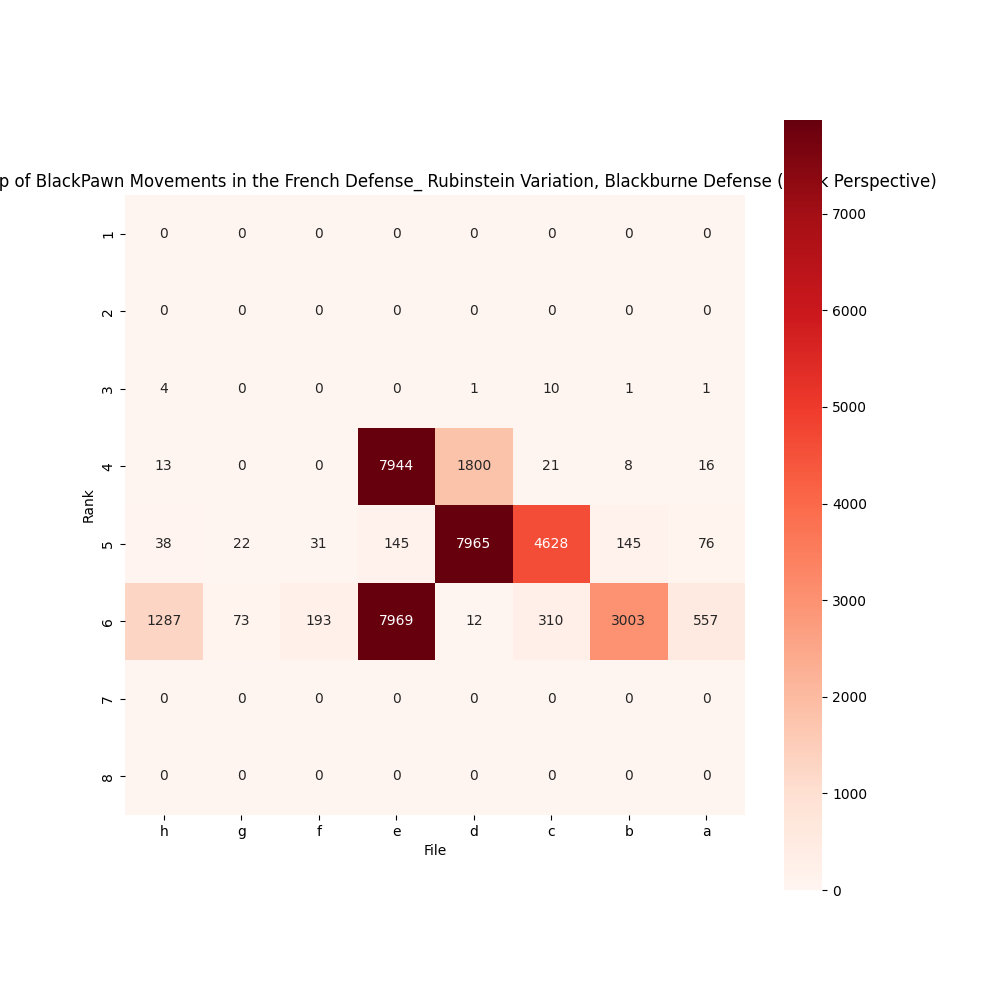 p of BlackPawn Movements in the French Defense_ Rubinstein Variation, Blackburne Defense ( k Perspective)
7000
1 0 0 0 0 0 0 0 0
2 0 0 0 0 0 0 0 0
6000
3 4 0 0 0 1 10 1 1
5000
4 13 0 0 7944 1800 21 8 16
4000
Rank
5 38 22 31 145 7965 4628 145 76
3000
6 1287 73 193 7969 12 310 3003 557
2000
7 0 0 0 0 0 0 0 0
8 0 0 0 0 0 0 0 0
1000
h g f e d c b a
File
0